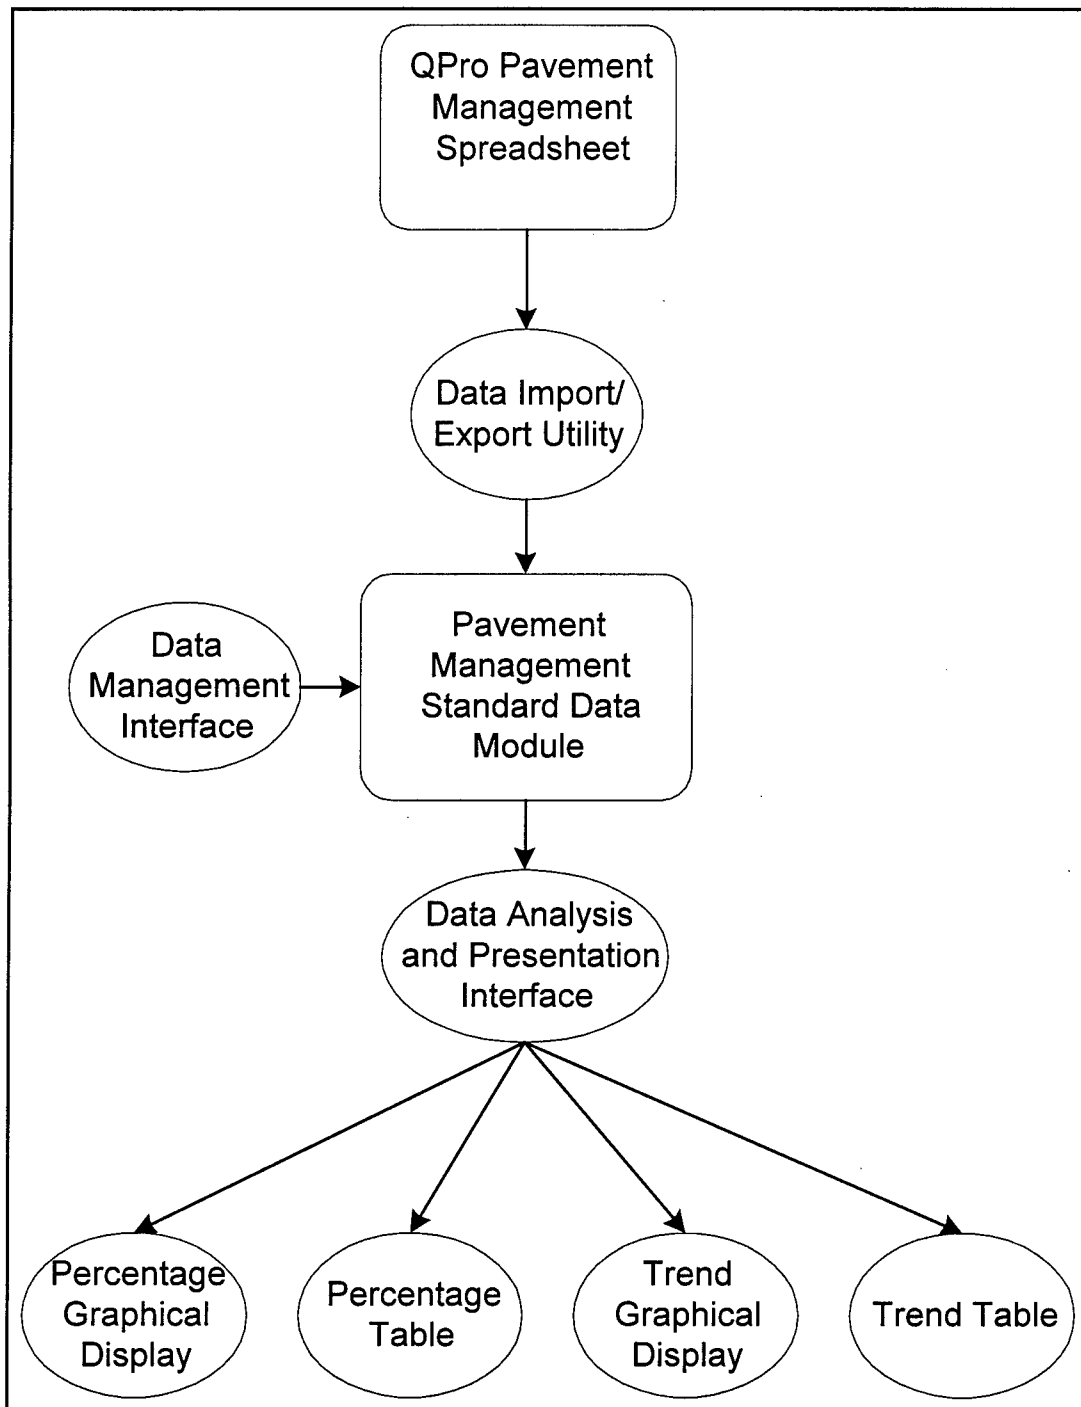 QPro Pavement
Management
Spreadsheet
Data Import/
Export Utility
Data
Management
Interface
Pavement
Management
Standard Data
Module
Data Analysis
and Presentation
Interface
Percentage
Graphical
Display
Percentage
Table
Trend
Graphical
Display
Trend Table